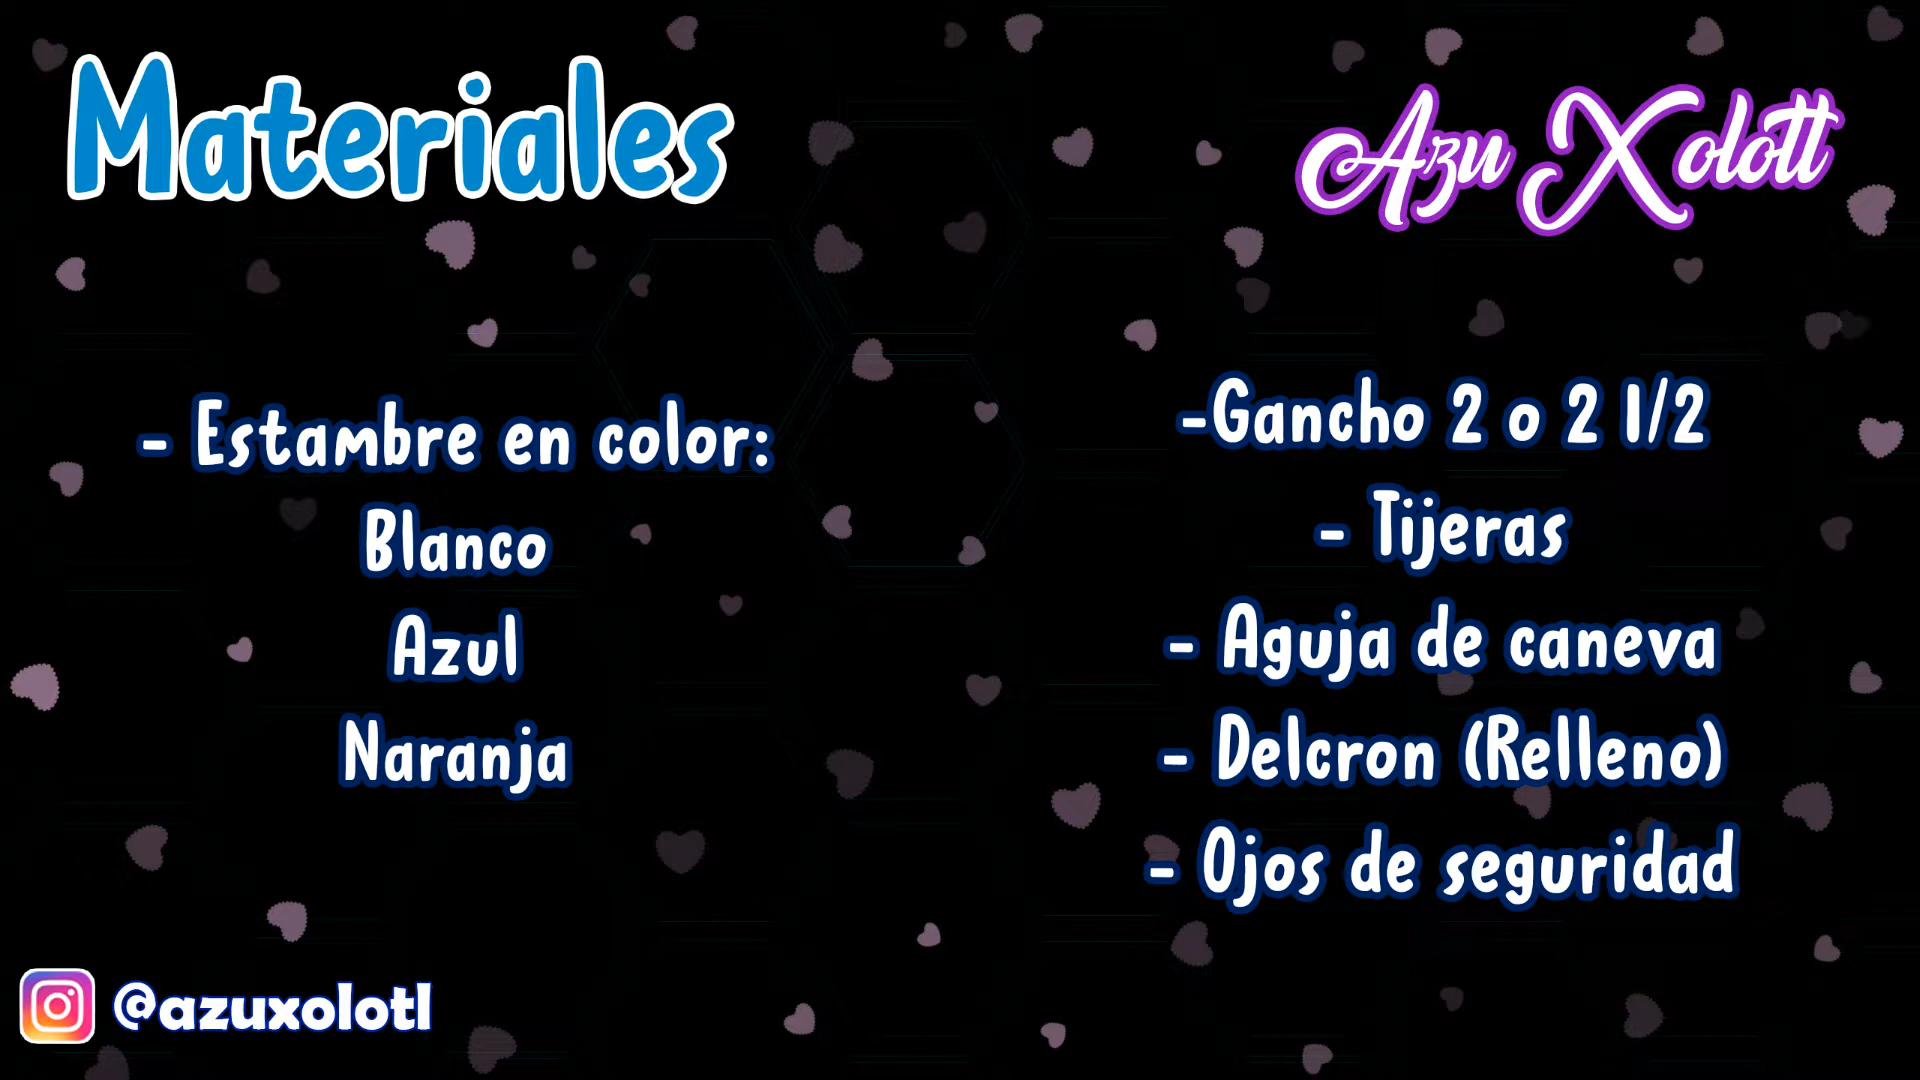 Materiales
Azu Xolotl
- Estambre en color:
Blanco
Azul
Naranja
-Gancho 2 o 2 1/2
- Tijeras
- Aguja de caneva
- Delcron (Relleno)
- Ojos de seguridad
@azuxolotl